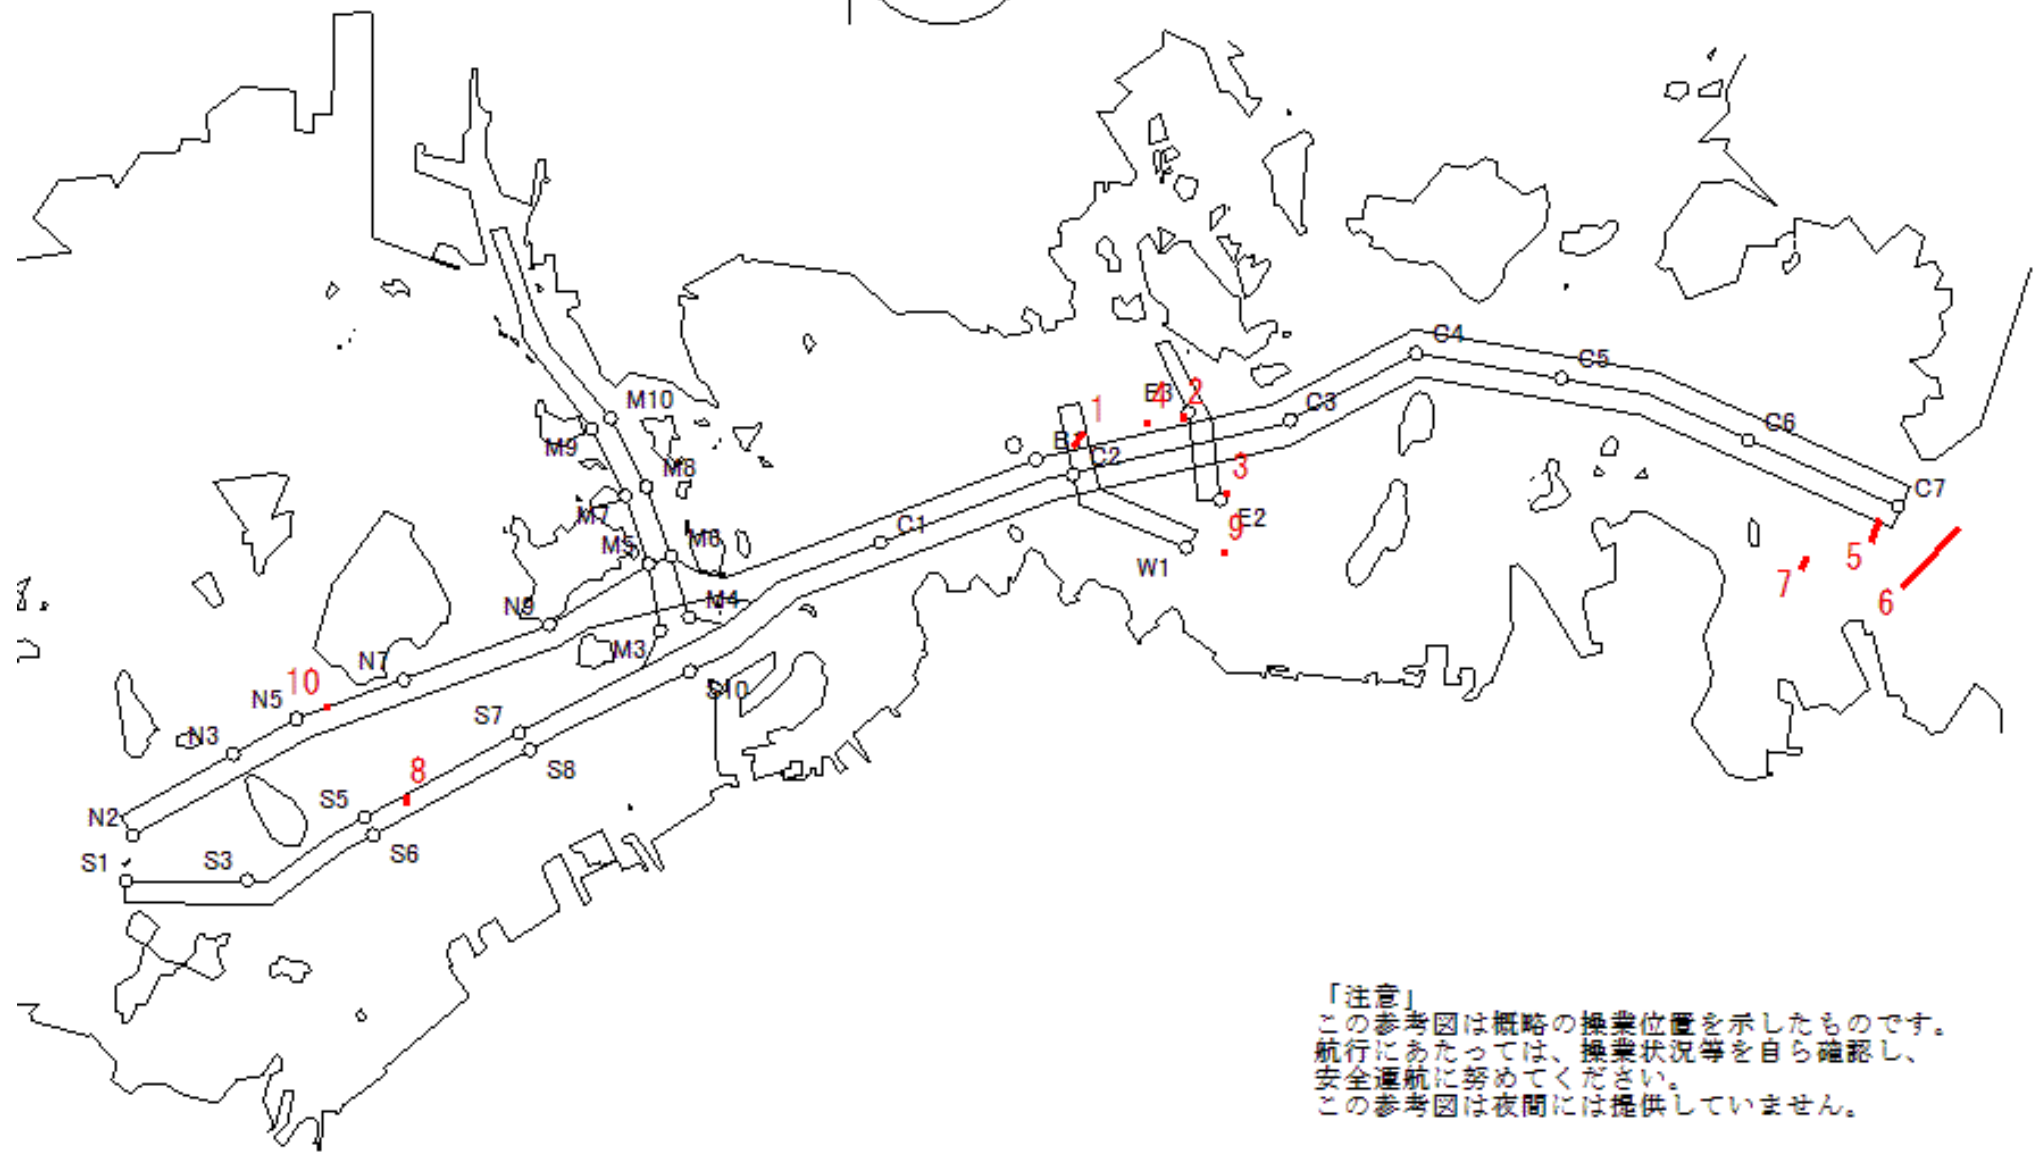 C4
C5
M10
E3
4
2
1
C3
C6
M9
M8
C2
3
C7
M7
E2
9
M5
M6
C1
W1
5
7
6
N9
M4
M3
N7
10
N5
S10
S7
N3
8
S8
S5
N2
S6
S1
S3
「注意」
この参考図は概略の操業位置を示したものです。
航行にあたっては、操業状況等を自ら確認し、
安全運航に努めてください。
この参考図は夜間には提供していません。